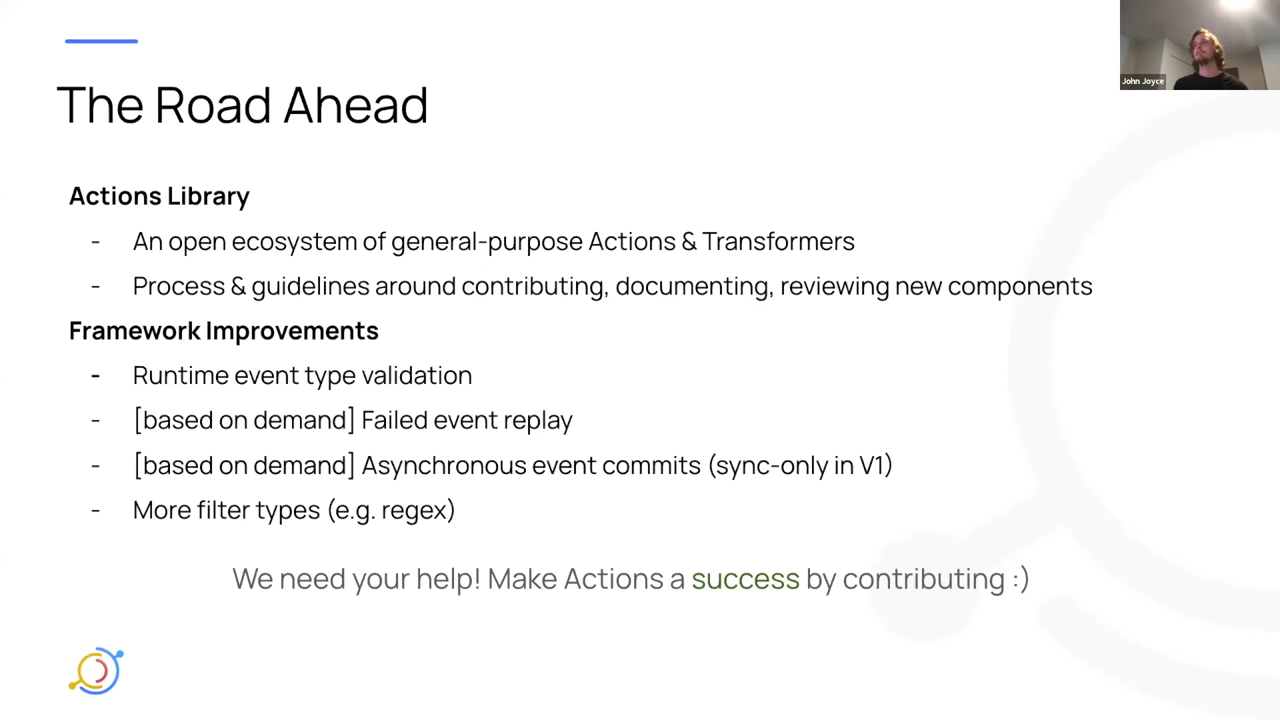 John Joyce
The Road Ahead
Actions Library
- An open ecosystem of general-purpose Actions & Transformers
- Process & guidelines around contributing, documenting, reviewing new components
Framework Improvements
- Runtime event type validation
- [based on demand] Failed event replay
- [based on demand] Asynchronous event commits (sync-only in V1)
- More filter types (e.g. regex)
We need your help! Make Actions a success by contributing :)